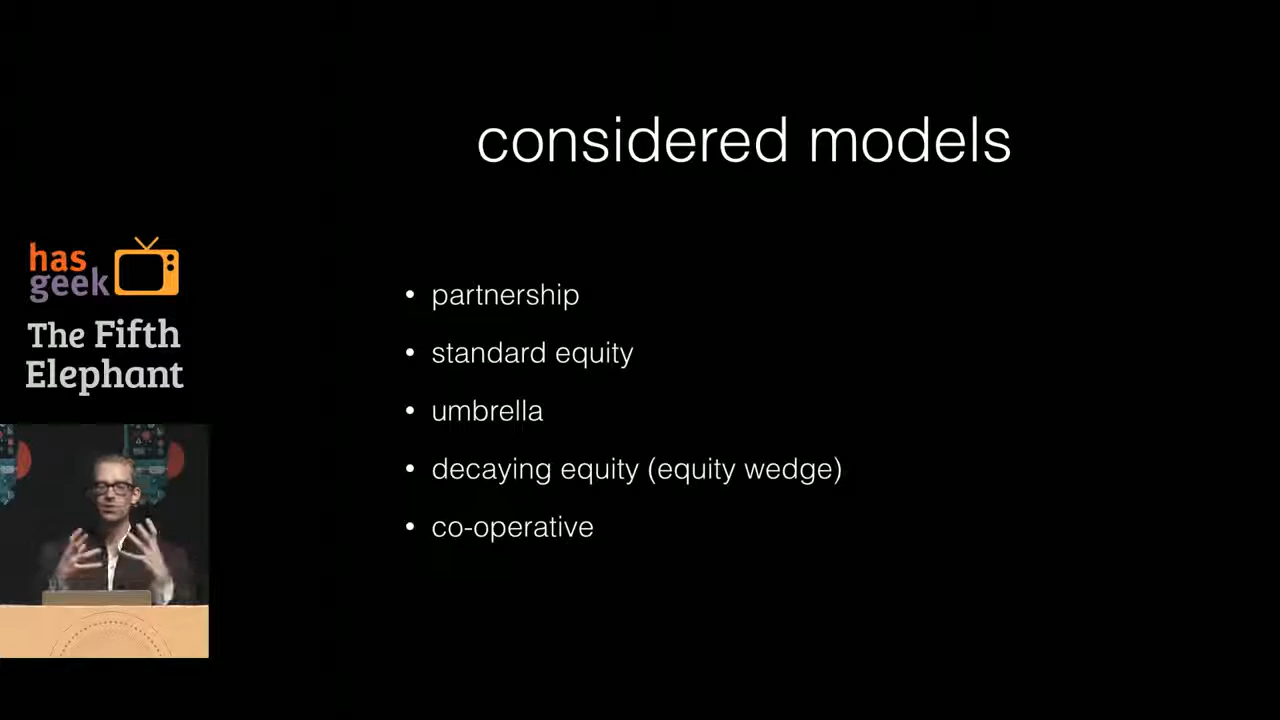 considered models
has
geek
The Fifth
Elephant
• partnership
• standard equity
• umbrella
• decaying equity (equity wedge)
• co-operative